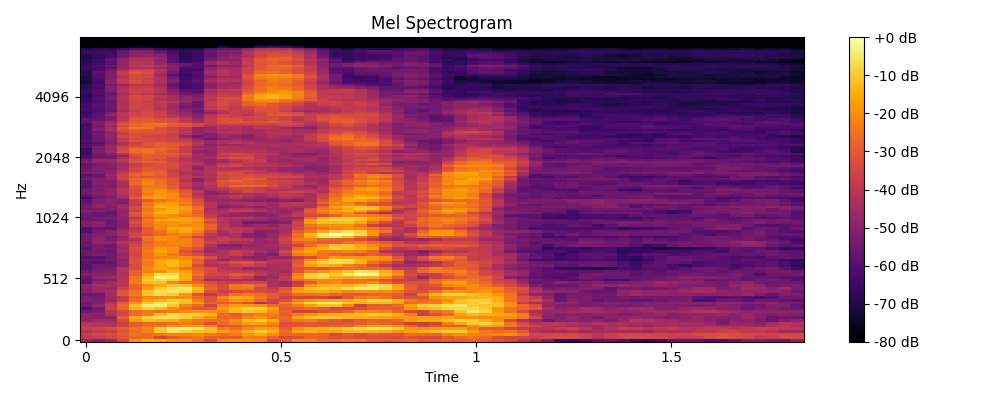 Mel Spectrogram
+0 dB
-10 dB
-20 dB
-30 dB
-40 dB
-50 dB
-60 dB
-70 dB
-80 dB
Hz
4096
2048
1024
512
0
0 0.5 1 1.5
Time